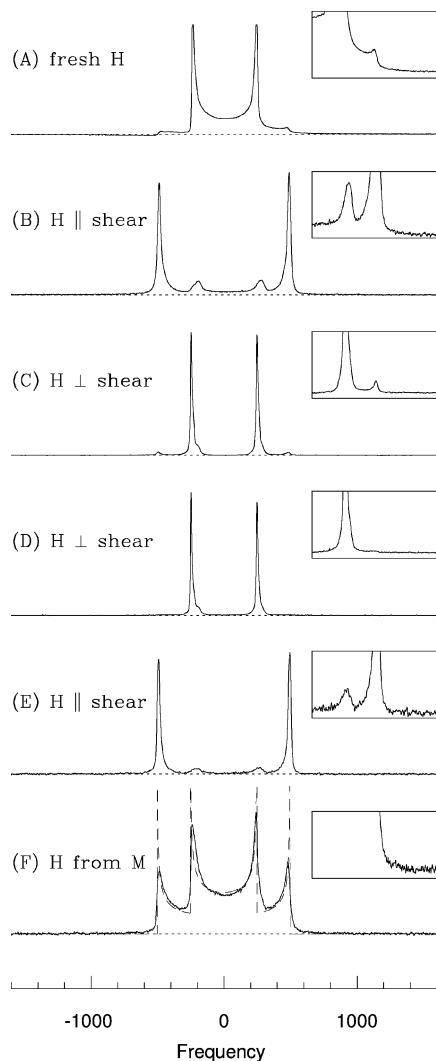 (A) fresh H
(B) H ∥ shear
(C) H ⊥ shear
(D) H ⊥ shear
(E) H ∥ shear
(F) H from M
-1000 0 1000
Frequency